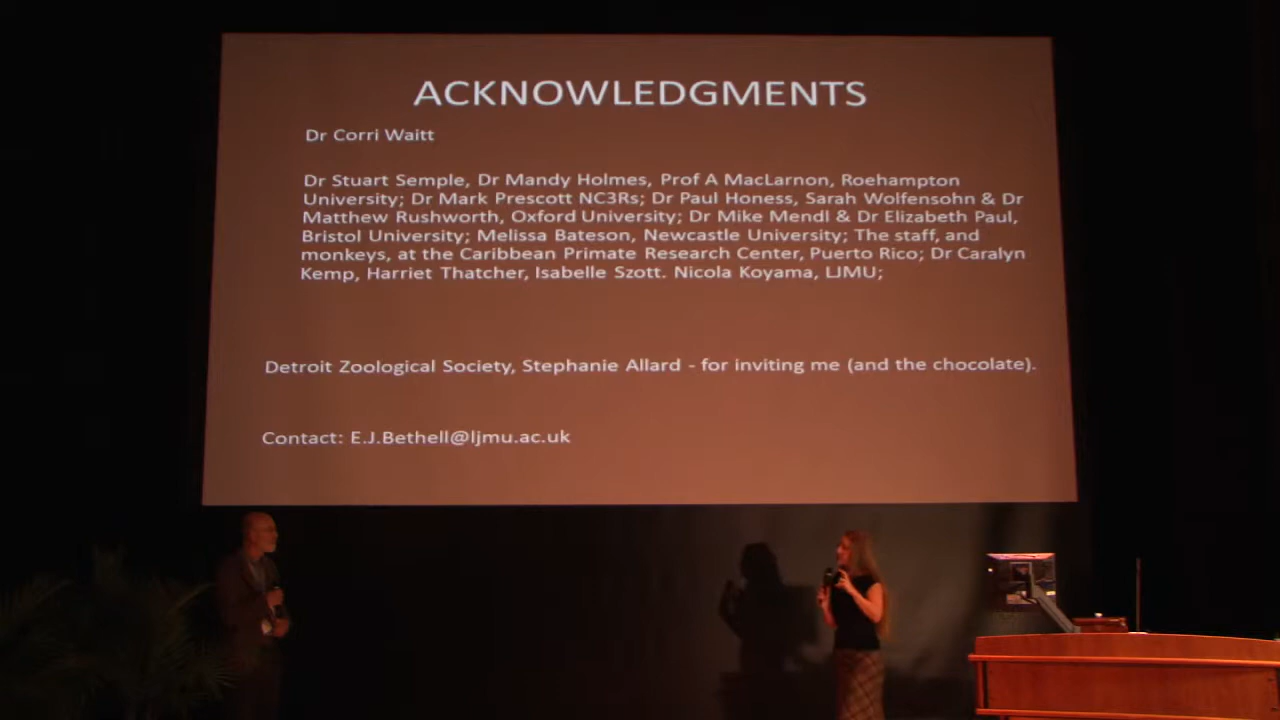 ACKNOWLEDGMENTS
Dr Corri Waitt
Dr Stuart Semple, Dr Mandy Holmes, Prof A MacLarnon, Roehampton
University; Dr Mark Prescott NC3Rs; Dr Paul Honess, Sarah Wolfensohn & Dr
Matthew Rushworth, Oxford University; Dr Mike Mendl & Dr Elizabeth Paul,
Bristol University; Melissa Bateson, Newcastle University; The staff, and
monkeys, at the Caribbean Primate Research Center, Puerto Rico; Dr Caralyn
Kemp, Harriet Thatcher, Isabelle Szott. Nicola Koyama, LJMU;
Detroit Zoological Society, Stephanie Allard - for inviting me (and the chocolate).
Contact: E.J.Bethell@ljmu.ac.uk